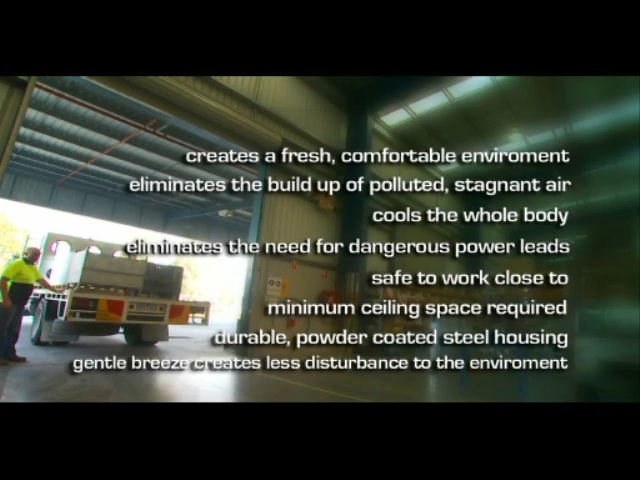 creates a fresh, comfortable enviroment
eliminates the build up of polluted, stagnant air
cools the whole body
eliminates the need for dangerous power leads
safe to work close to
minimum ceiling space required
durable, powder coated steel housing
gentle breeze creates less disturbance to the enviroment